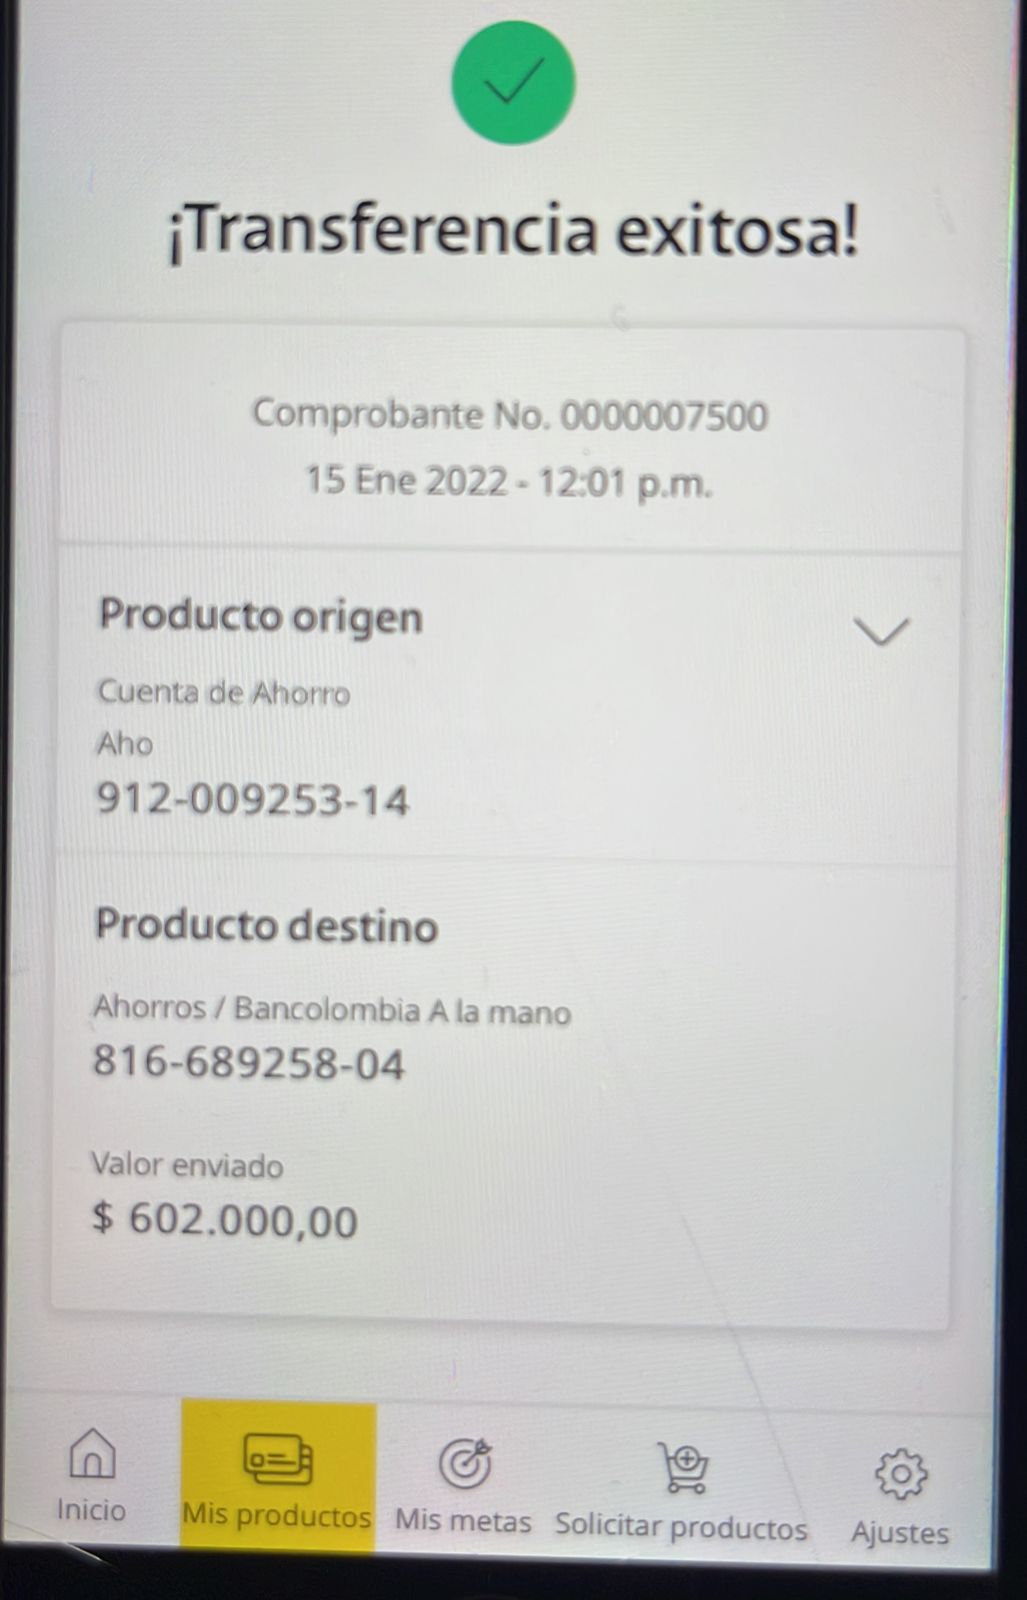 ¡Transferencia exitosa!
Comprobante No. 0000007500
15 Ene 2022 - 12:01 p.m.
Producto origen
Cuenta de Ahorro
Aho
912-009253-14
Producto destino
Ahorros / Bancolombia A la mano
816-689258-04
Valor enviado
$ 602.000,00
Inicio
Mis productos
Mis metas
Solicitar productos
Ajustes